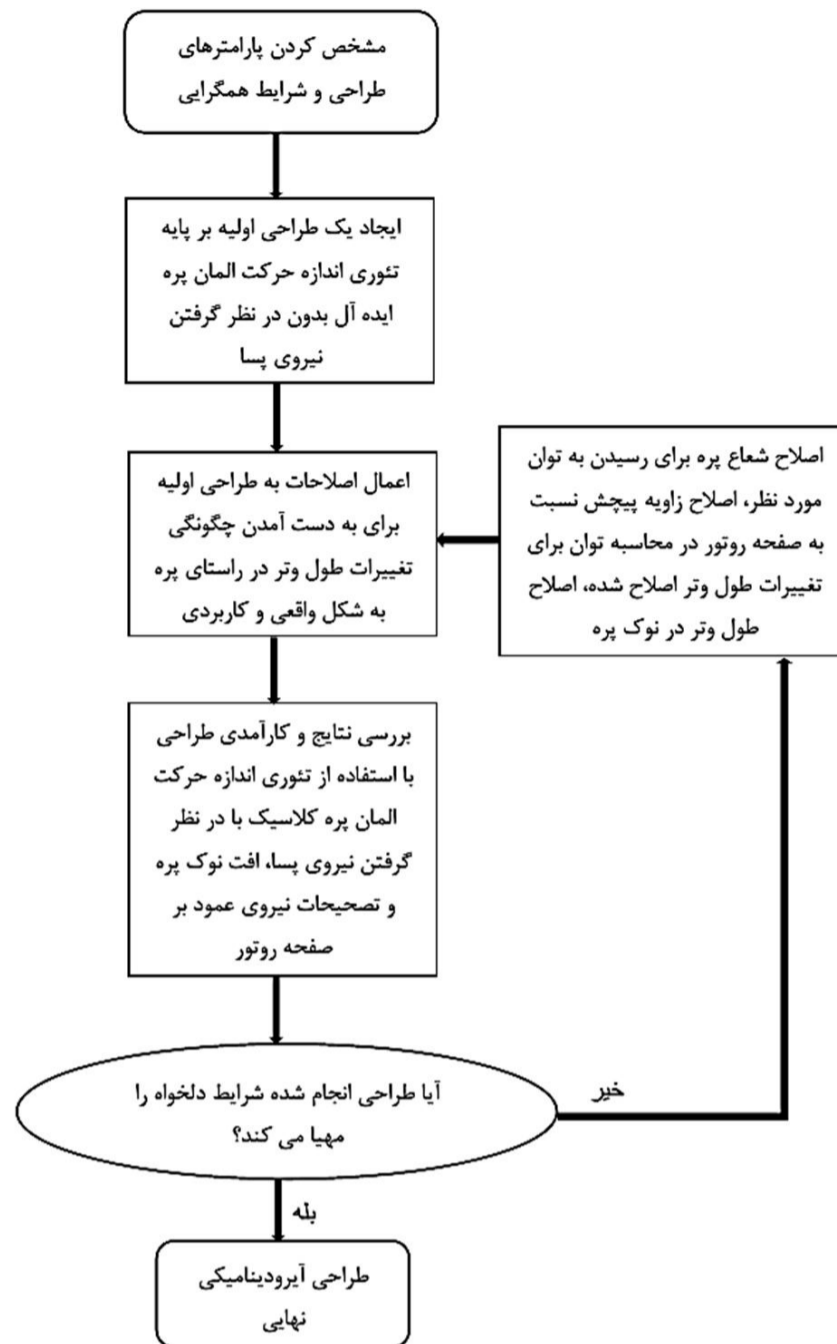 مشخص کردن پارامترهای
طراحی و شرایط همگرایی
ایجاد یک طراحی اولیه بر پایه
تئوری اندازه حرکت المان پره
ایده آل بدون در نظر گرفتن
نیروی پسا
اعمال اصلاحات به طراحی اولیه
برای به دست آمدن چگونگی
تغییرات طول وتر در راستای پره
به شکل واقعی و کاربردی
اصلاح شعاع پره برای رسیدن به توان
مورد نظر، اصلاح زاویه پیچش نسبت
به صفحه روتور در محاسبه توان برای
تغییرات طول وتر اصلاح شده، اصلاح
طول وتر در نوک پره
بررسی نتایج و کارآمدی طراحی
با استفاده از تئوری اندازه حرکت
المان پره کلاسیک با در نظر
گرفتن نیروی پسا، افت نوک پره
و تصحیحات نیروی عمود بر
صفحه روتور
آیا طراحی انجام شده شرایط دلخواه را
مهیا می کند؟
خیر
بله
طراحی آیرودینامیکی
نهایی